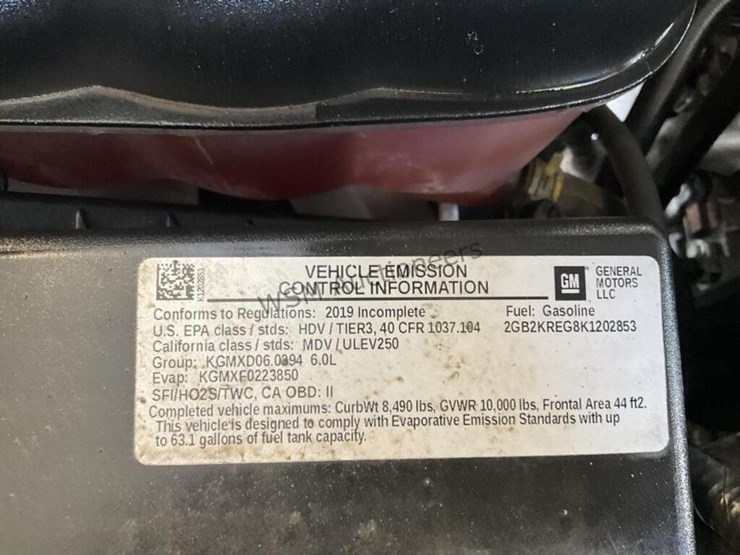 VEHICLE EMISSION
CONTROL INFORMATION
K1202853
GM
GENERAL
MOTORS
LLC
Conforms to Regulations: 2019 Incomplete
Fuel: Gasoline
U.S. EPA class / stds: HDV / TIER3, 40 CFR 1037.104
2GB2KREG8K1202853
California class / stds: MDV / ULEV250
Group: KGMXD06.0394 6.0L
Evap: KGMXF0223850
SFI/HO2S/TWC, CA OBD: II
Completed vehicle maximums: CurbWt 8,490 lbs, GVWR 10,000 lbs, Frontal Area 44 ft2.
This vehicle is designed to comply with Evaporative Emission Standards with up
to 63.1 gallons of fuel tank capacity.
WSM Auctioneers